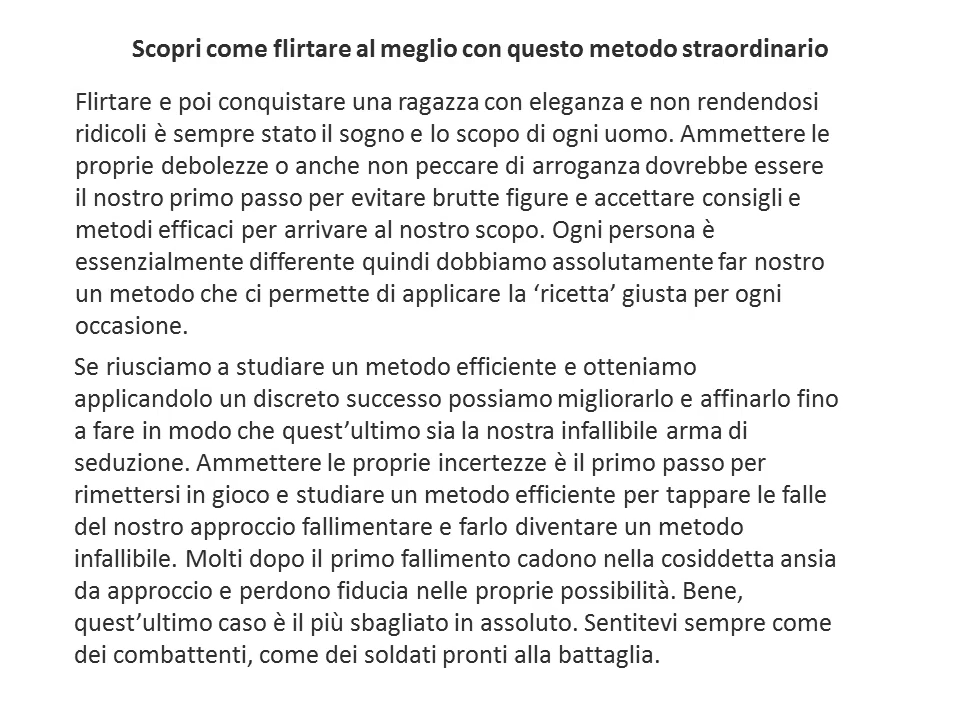 Scopri come flirtare al meglio con questo metodo straordinario
Flirtare e poi conquistare una ragazza con eleganza e non rendendosi
ridicoli è sempre stato il sogno e lo scopo di ogni uomo. Ammettere le
proprie debolezze o anche non peccare di arroganza dovrebbe essere
il nostro primo passo per evitare brutte figure e accettare consigli e
metodi efficaci per arrivare al nostro scopo. Ogni persona è
essenzialmente differente quindi dobbiamo assolutamente far nostro
un metodo che ci permette di applicare la ‘ricetta’ giusta per ogni
occasione.
Se riusciamo a studiare un metodo efficiente e otteniamo
applicandolo un discreto successo possiamo migliorarlo e affinarlo fino
a fare in modo che quest’ultimo sia la nostra infallibile arma di
seduzione. Ammettere le proprie incertezze è il primo passo per
rimettersi in gioco e studiare un metodo efficiente per tappare le falle
del nostro approccio fallimentare e farlo diventare un metodo
infallibile. Molti dopo il primo fallimento cadono nella cosiddetta ansia
da approccio e perdono fiducia nelle proprie possibilità. Bene,
quest’ultimo caso è il più sbagliato in assoluto. Sentitevi sempre come
dei combattenti, come dei soldati pronti alla battaglia.